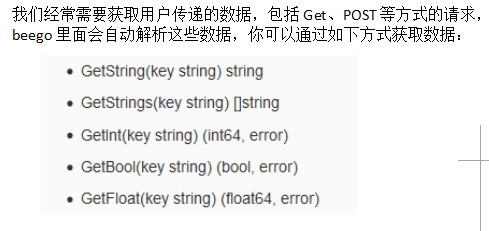 我们经常需要获取用户传递的数据，包括 Get、POST 等方式的请求，
beego 里面会自动解析这些数据，你可以通过如下方式获取数据：
• GetString(key string) string
• GetStrings(key string) []string
• GetInt(key string) (int64, error)
• GetBool(key string) (bool, error)
• GetFloat(key string) (float64, error)